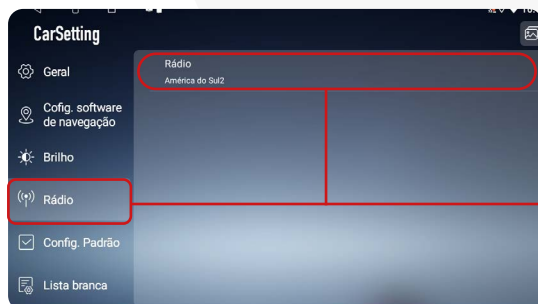 CarSetting
Geral
Cofig. software
de navegação
Brilho
Rádio
Config. Padrão
Lista branca
Rádio
América do Sul2